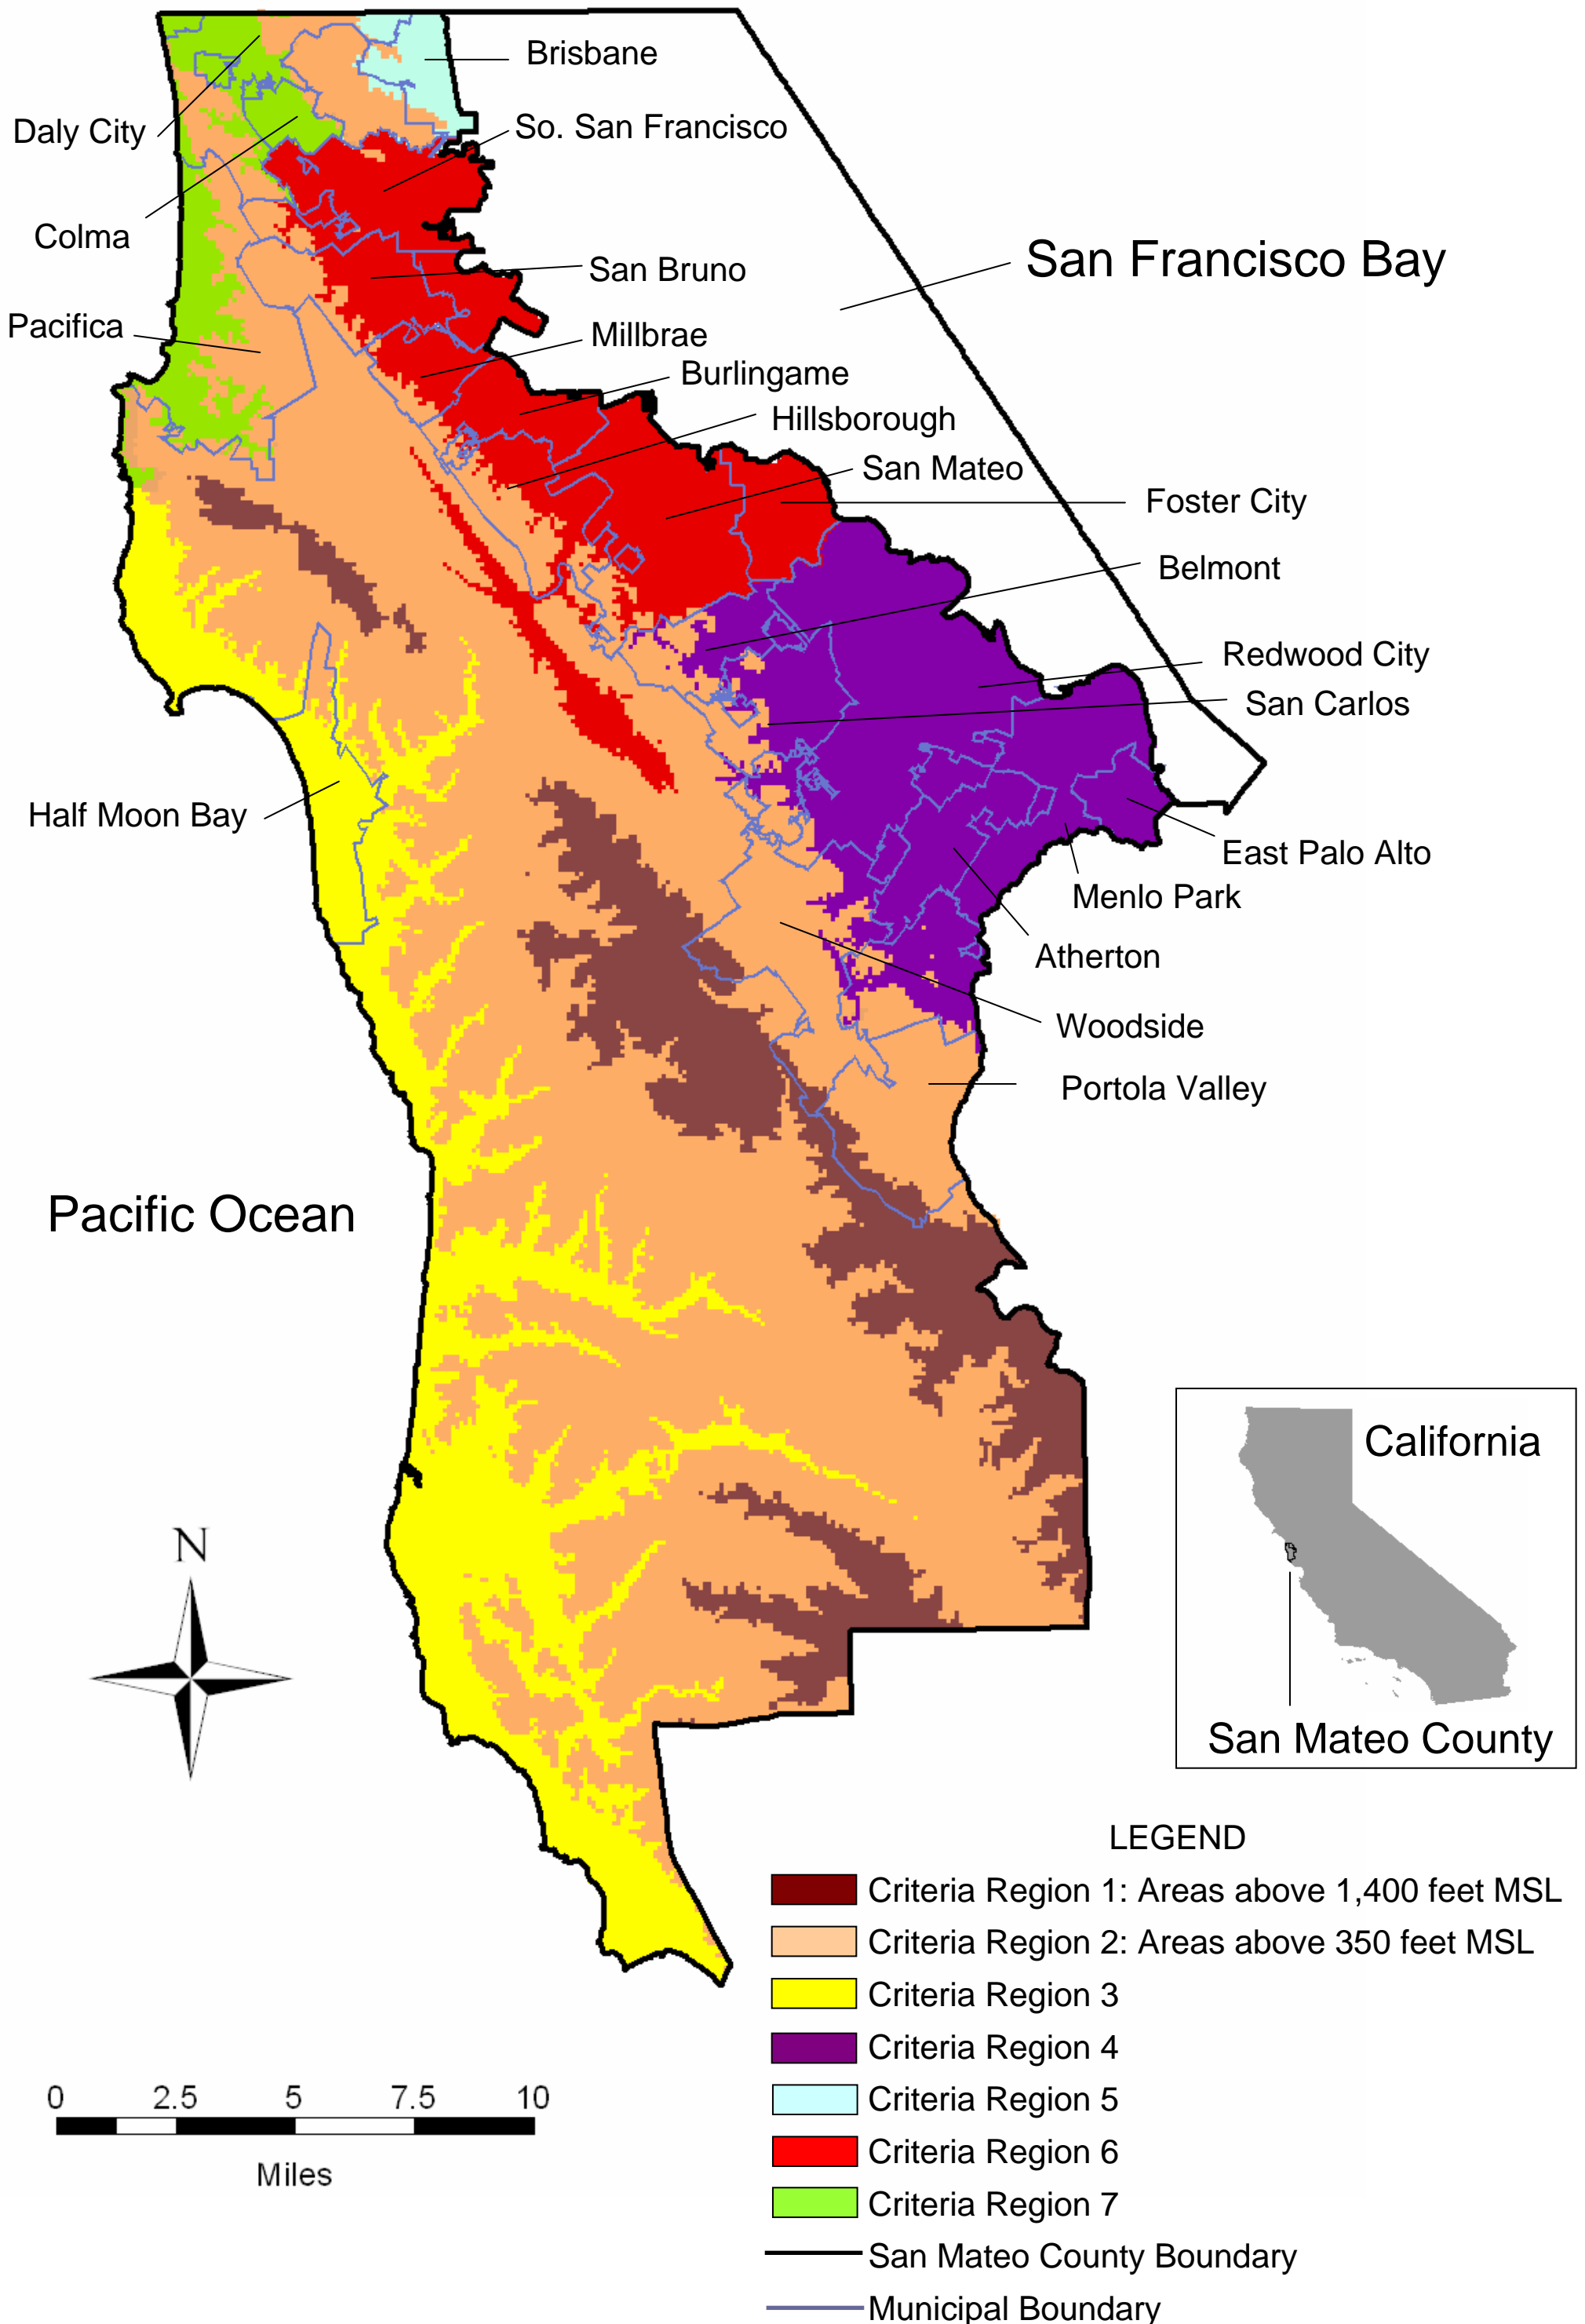 Brisbane
Daly City
So. San Francisco
Colma
San Francisco Bay
San Bruno
Pacifica
Millbrae
Burlingame
Hillsborough
San Mateo
Foster City
Belmont
Redwood City
San Carlos
Half Moon Bay
East Palo Alto
Menlo Park
Atherton
Woodside
Portola Valley
Pacific Ocean
California
N
San Mateo County
LEGEND
Criteria Region 1: Areas above 1,400 feet MSL
Criteria Region 2: Areas above 350 feet MSL
Criteria Region 3
Criteria Region 4
Criteria Region 5
Criteria Region 6
Criteria Region 7
San Mateo County Boundary
Municipal Boundary
0 2.5 5 7.5 10
Miles